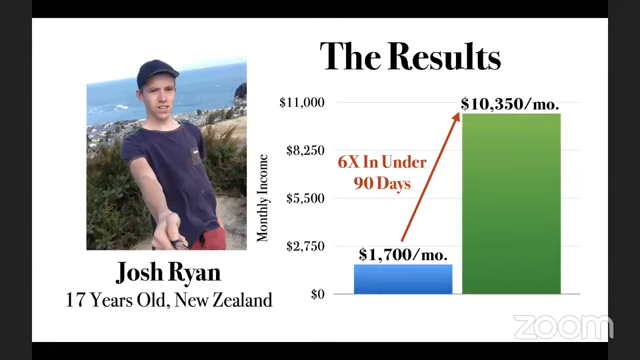 The Results
$11,000
$8,250
$5,500
$2,750
$0
Monthly Income
$10,350/mo.
6X In Under
90 Days
$1,700/mo.
Josh Ryan
17 Years Old, New Zealand
zoom